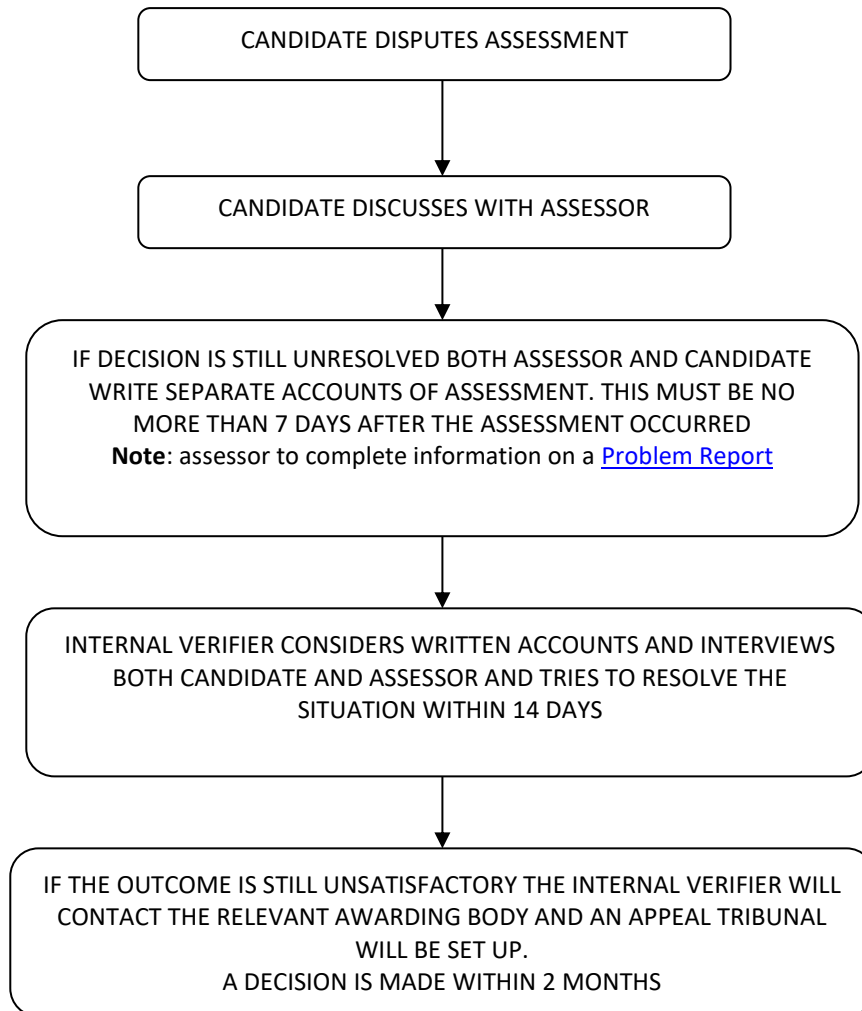 CANDIDATE DISPUTES ASSESSMENT
CANDIDATE DISCUSSES WITH ASSESSOR
IF DECISION IS STILL UNRESOLVED BOTH ASSESSOR AND CANDIDATE
WRITE SEPARATE ACCOUNTS OF ASSESSMENT. THIS MUST BE NO
MORE THAN 7 DAYS AFTER THE ASSESSMENT OCCURRED
Note: assessor to complete information on a Problem Report
INTERNAL VERIFIER CONSIDERS WRITTEN ACCOUNTS AND INTERVIEWS
BOTH CANDIDATE AND ASSESSOR AND TRIES TO RESOLVE THE
SITUATION WITHIN 14 DAYS
IF THE OUTCOME IS STILL UNSATISFACTORY THE INTERNAL VERIFIER WILL
CONTACT THE RELEVANT AWARDING BODY AND AN APPEAL TRIBUNAL
WILL BE SET UP.
A DECISION IS MADE WITHIN 2 MONTHS